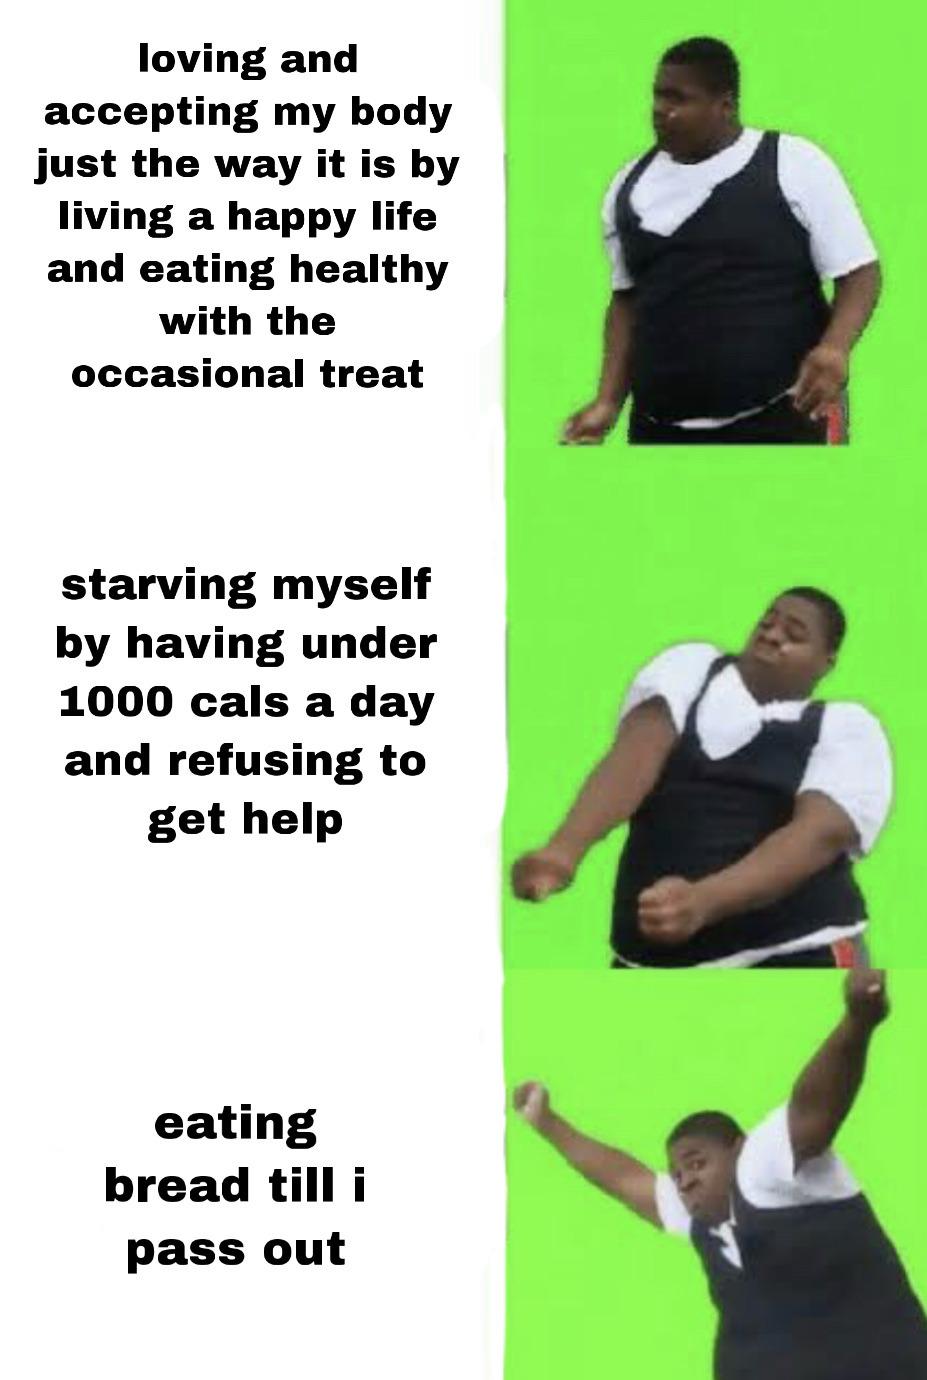 loving and
accepting my body
just the way it is by
living a happy life
and eating healthy
with the
occasional treat
starving myself
by having under
1000 cals a day
and refusing to
get help
eating
bread till i
pass out